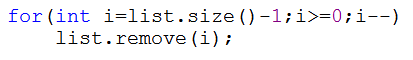 for(int i=list.size()-1;i>=0;i--)
    list.remove(i);